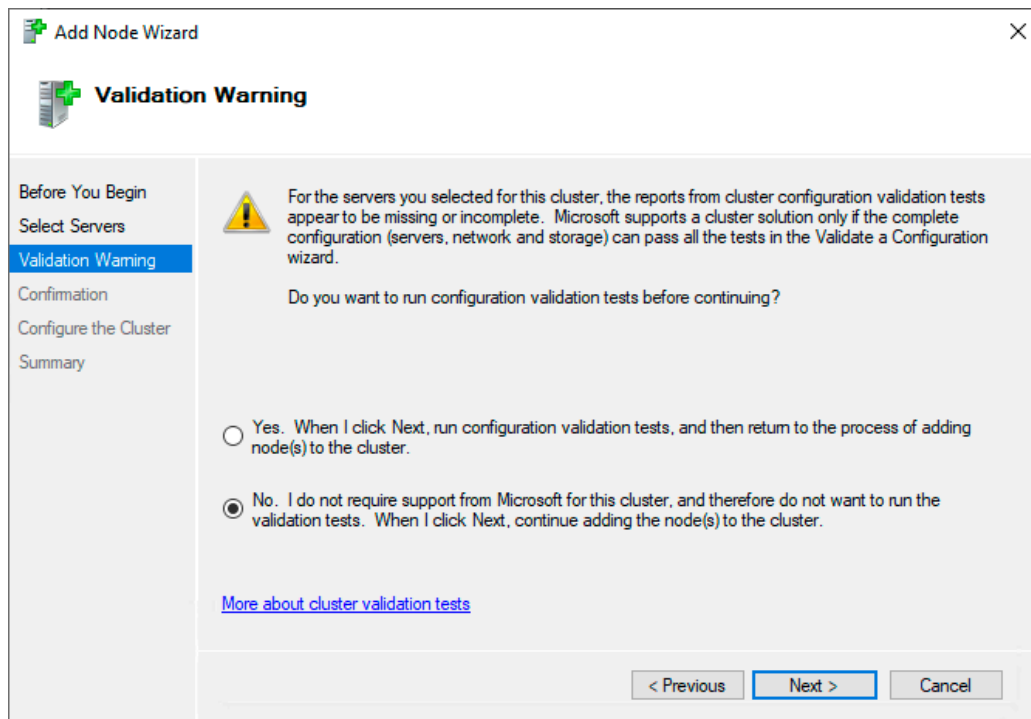 Add Node Wizard
Validation Warning
Before You Begin
Select Servers
Validation Warning
Confirmation
Configure the Cluster
Summary
For the servers you selected for this cluster, the reports from cluster configuration validation tests
appear to be missing or incomplete.  Microsoft supports a cluster solution only if the complete
configuration (servers, network and storage) can pass all the tests in the Validate a Configuration
wizard.
Do you want to run configuration validation tests before continuing?
Yes.  When I click Next, run configuration validation tests, and then return to the process of adding
node(s) to the cluster.
No.  I do not require support from Microsoft for this cluster, and therefore do not want to run the
validation tests.  When I click Next, continue adding the node(s) to the cluster.
More about cluster validation tests
< Previous
Next >
Cancel